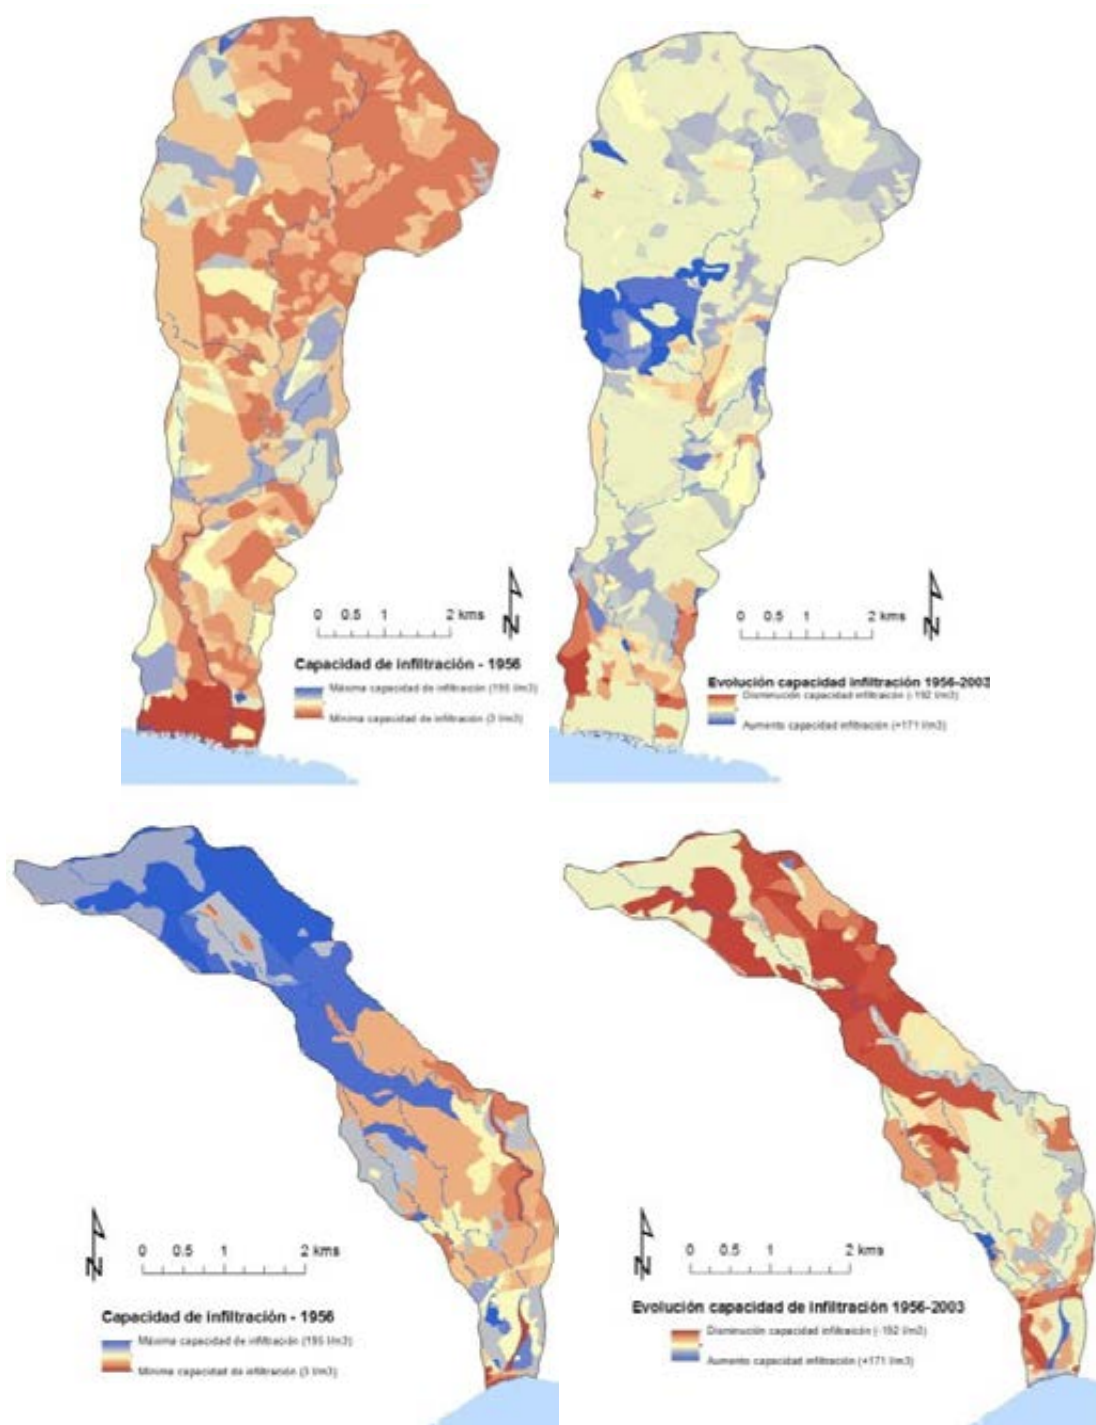 N
0 0.5 1 2 kms
Capacidad de infiltración - 1956
Máxima capacidad de infiltración (195 l/m3)
Mínima capacidad de infiltración (3 l/m3)
N
0 0.5 1 2 kms
Evolución capacidad infiltración 1956-2003
Disminución capacidad infiltración (-192 l/m3)
Aumento capacidad infiltración (+171 l/m3)
N
0 0.5 1 2 kms
Capacidad de infiltración - 1956
Máxima capacidad de infiltración (195 l/m3)
Mínima capacidad de infiltración (3 l/m3)
N
0 0.5 1 2 kms
Evolución capacidad de infiltración 1956-2003
Disminución capacidad infiltración (-192 l/m3)
Aumento capacidad infiltración (+171 l/m3)